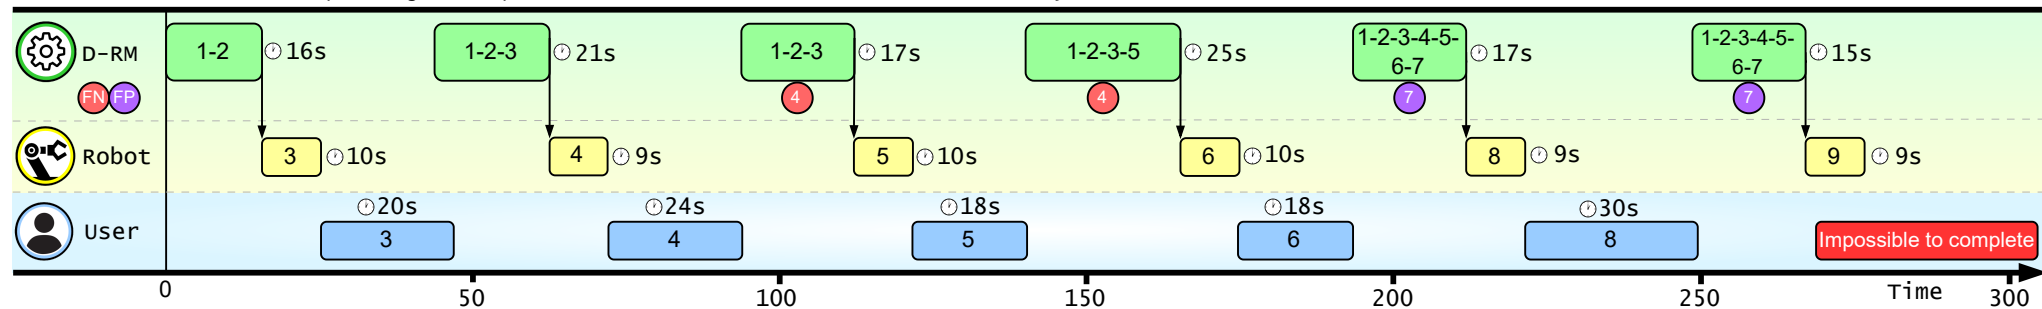 D-RM
FN FP
1-2
16s
1-2-3
21s
1-2-3
17s
4
1-2-3-5
25s
4
1-2-3-4-5-
6-7
17s
7
1-2-3-4-5-
6-7
15s
7
Robot
3
10s
4
9s
5
10s
6
10s
8
9s
9
9s
User
20s
3
24s
4
18s
5
18s
6
30s
8
Impossible to complete
0
50
100
150
200
250
Time
300